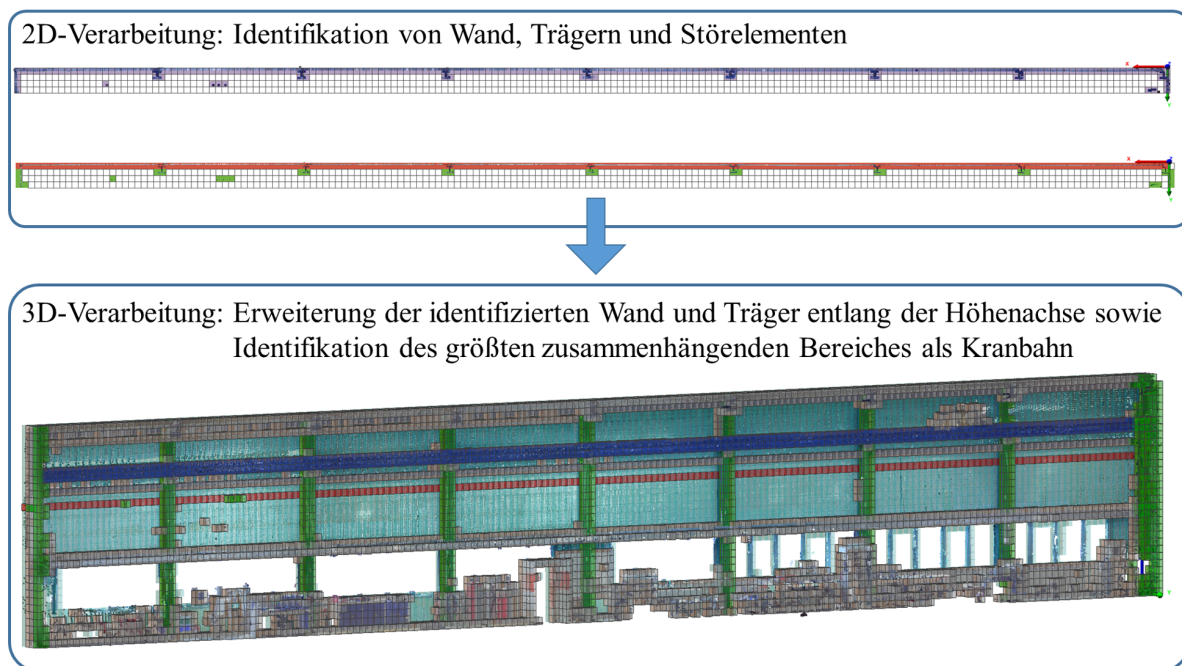 2D-Verarbeitung: Identifikation von Wand, Trägern und Störelementen
X
Y
X
Y
3D-Verarbeitung: Erweiterung der identifizierten Wand und Träger entlang der Höhenachse sowie
Identifikation des größten zusammenhängenden Bereiches als Kranbahn
Y